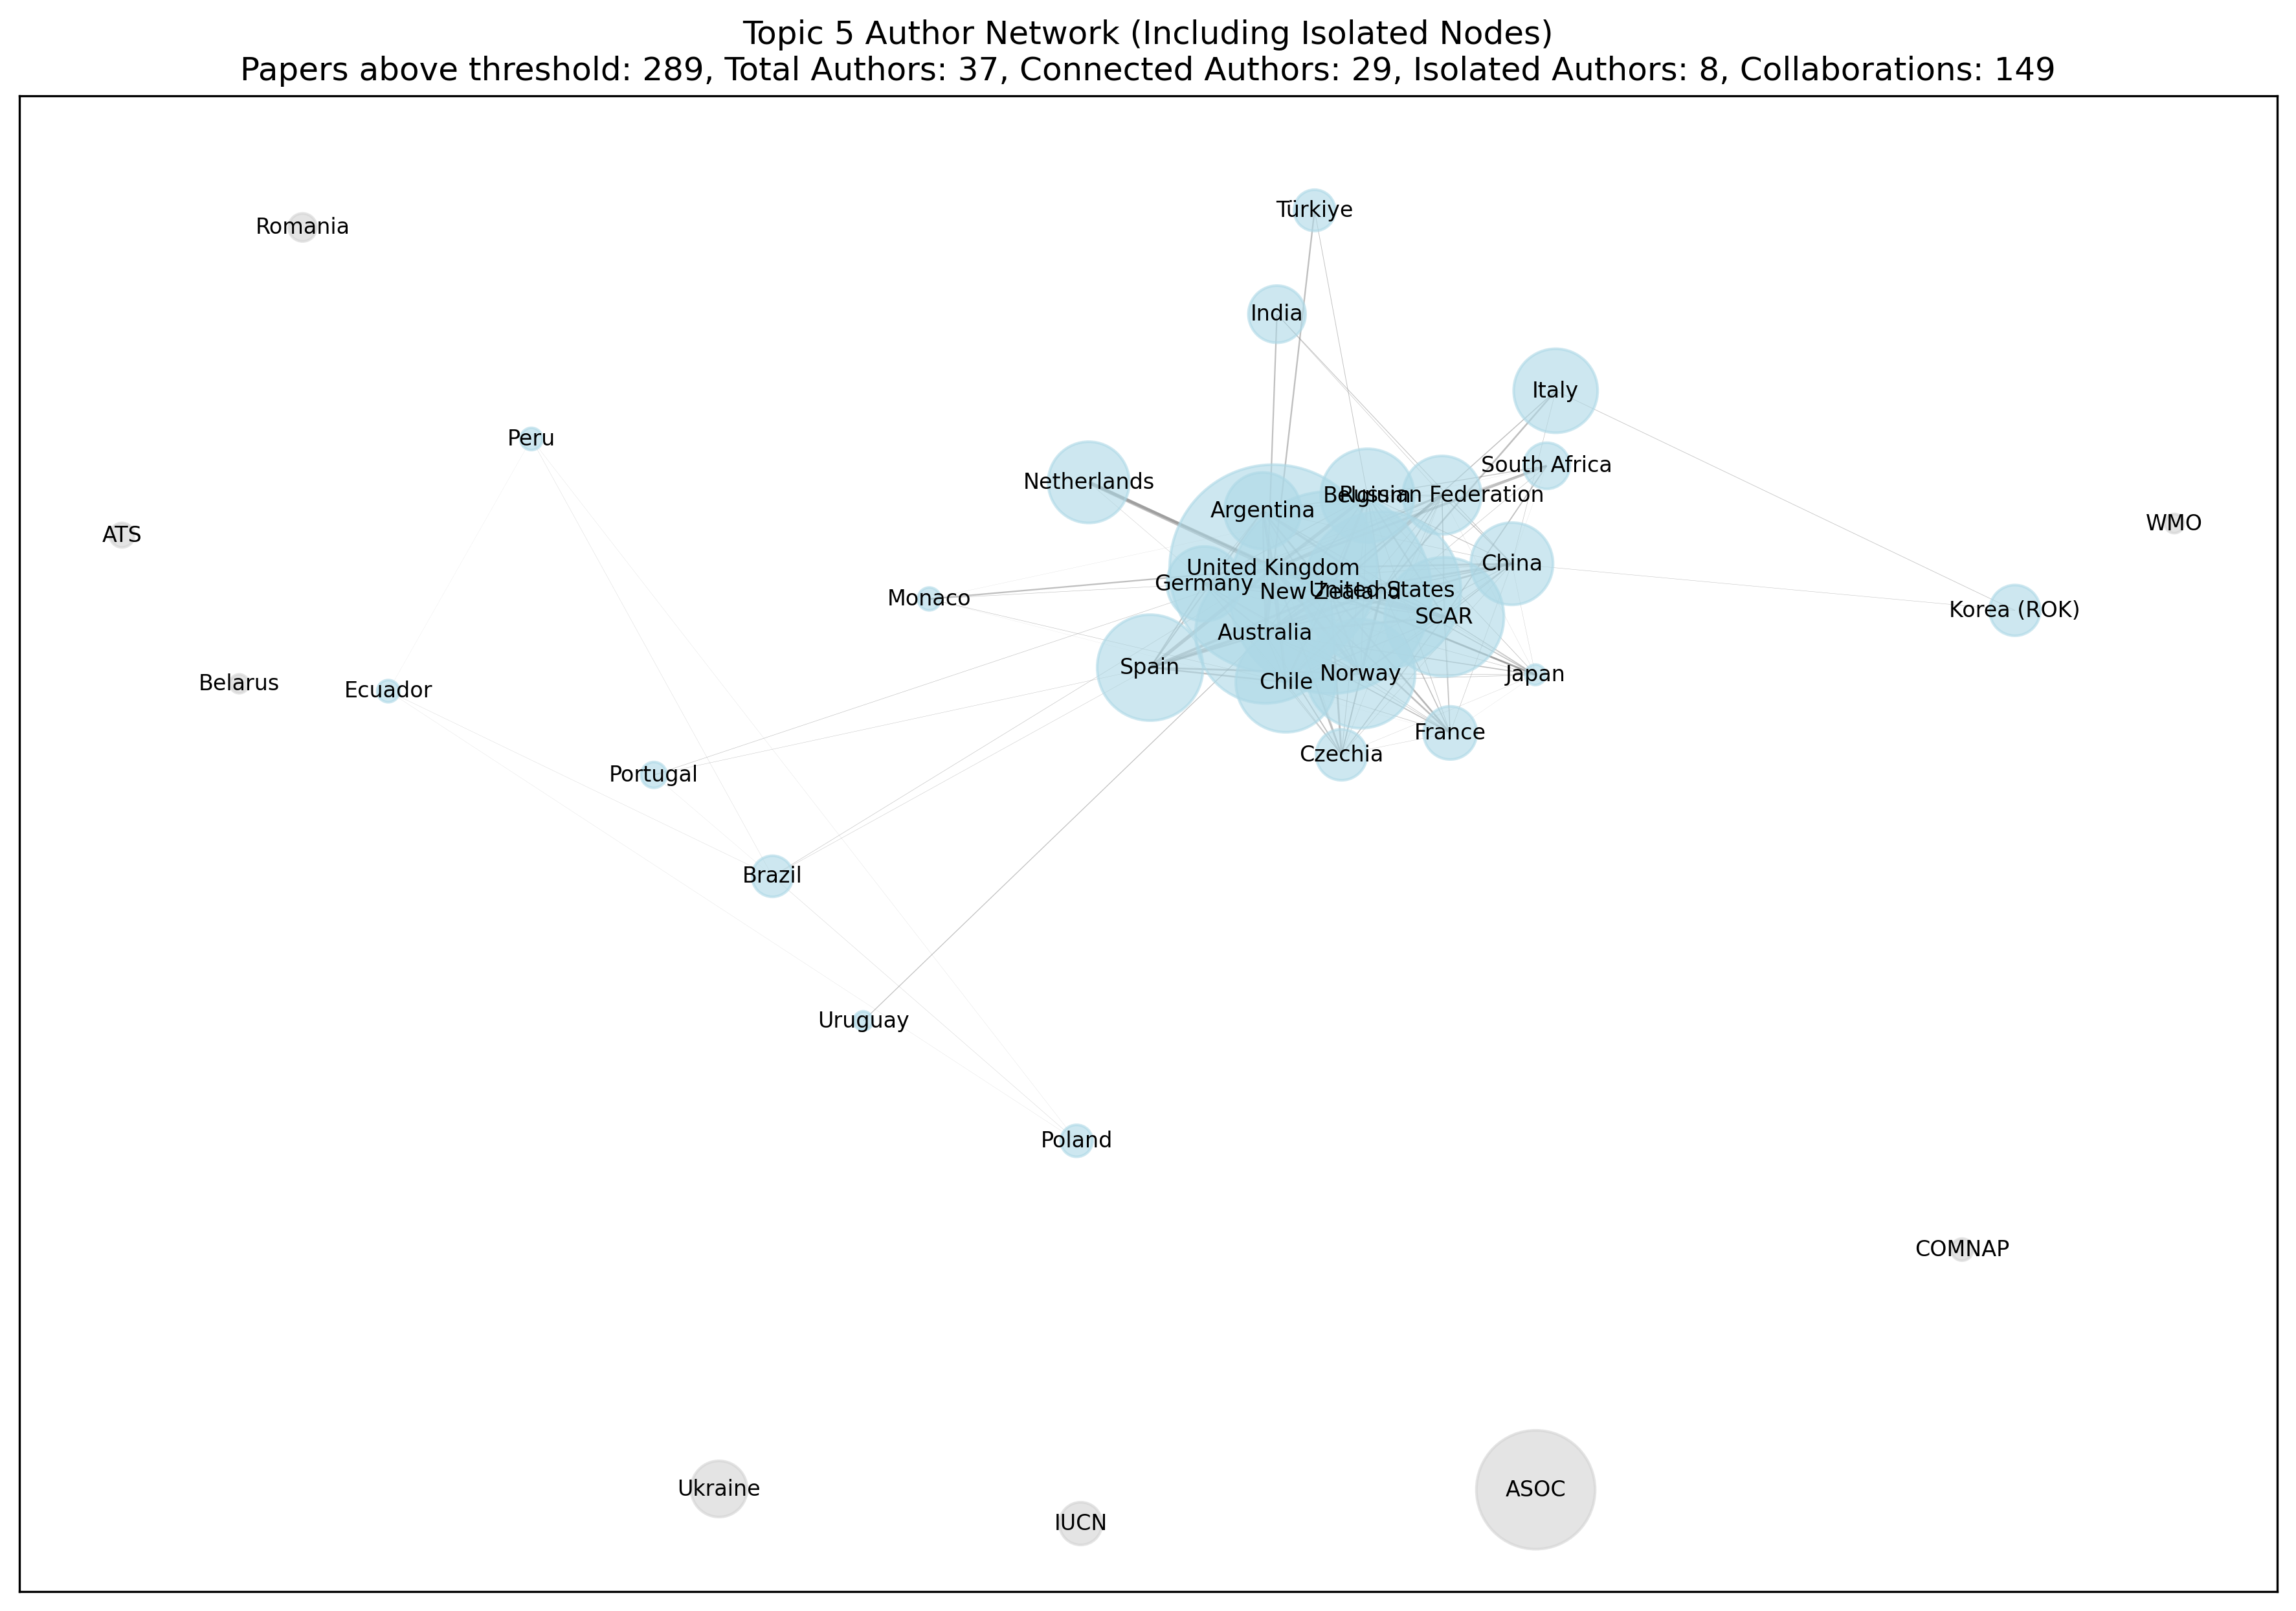 Topic 5 Author Network (Including Isolated Nodes)
Papers above threshold: 289, Total Authors: 37, Connected Authors: 29, Isolated Authors: 8, Collaborations: 149
Türkiye
Romania
India
Italy
Peru
South Africa
Netherlands
Belgium
Russian Federation
Argentina
WMO
ATS
China
United Kingdom
Germany
United States
New Zealand
Monaco
Korea (ROK)
SCAR
Australia
Spain
Norway
Japan
Chile
Belarus
Ecuador
France
Czechia
Portugal
Brazil
Uruguay
Poland
COMNAP
Ukraine
ASOC
IUCN